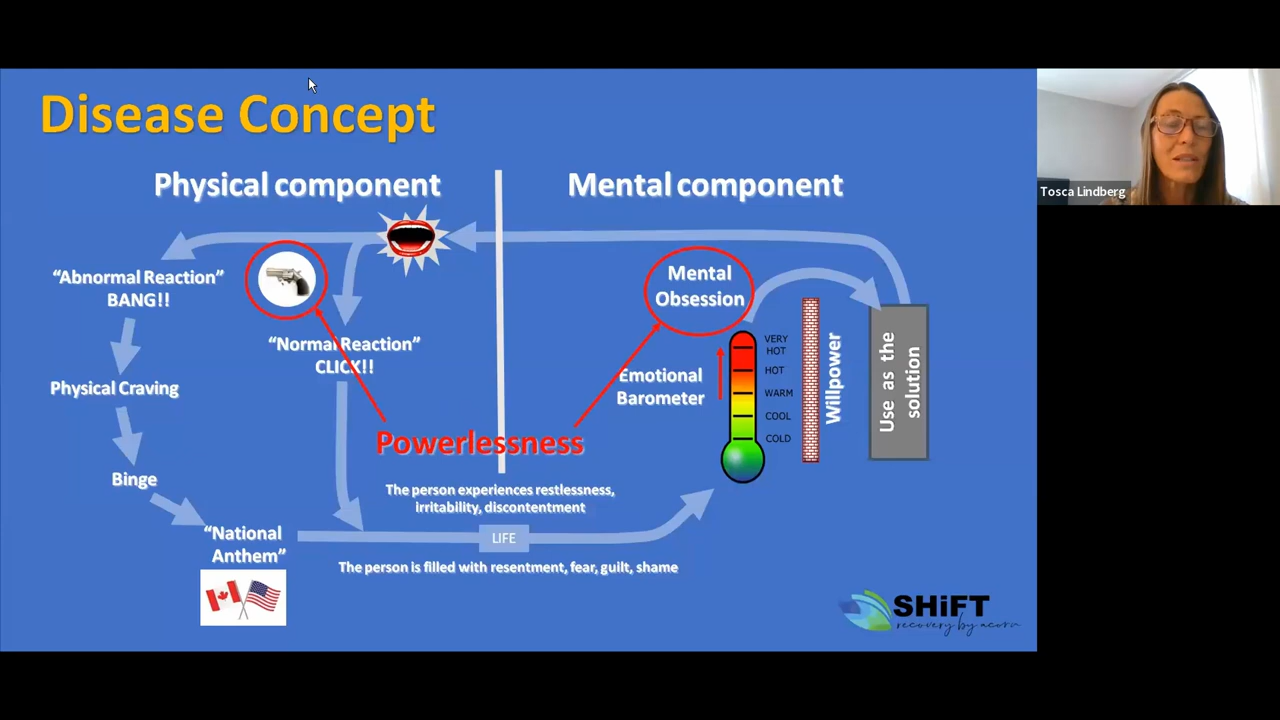 Disease Concept
Physical component
Mental component
“Abnormal Reaction”
BANG!!
Physical Craving
Binge
“National
Anthem”
“Normal Reaction”
CLICK!!
Powerlessness
The person experiences restlessness,
irritability, discontentment
LIFE
The person is filled with resentment, fear, guilt, shame
Mental
Obsession
Emotional
Barometer
VERY
HOT
HOT
WARM
COOL
COLD
Willpower
Use as the
solution
SHiFT
recovery by acorn
Tosca Lindberg